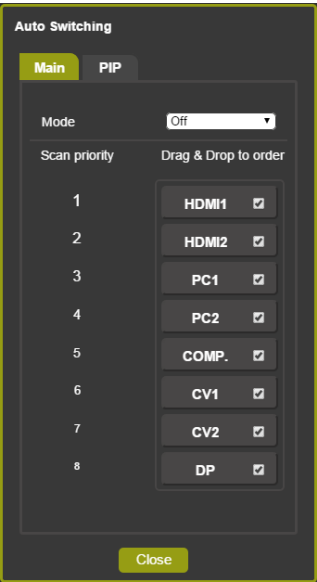 Auto Switching
Main PIP
Mode Off
Scan priority Drag & Drop to order
1 HDMI1
2 HDMI2
3 PC1
4 PC2
5 COMP.
6 CV1
7 CV2
8 DP
Close